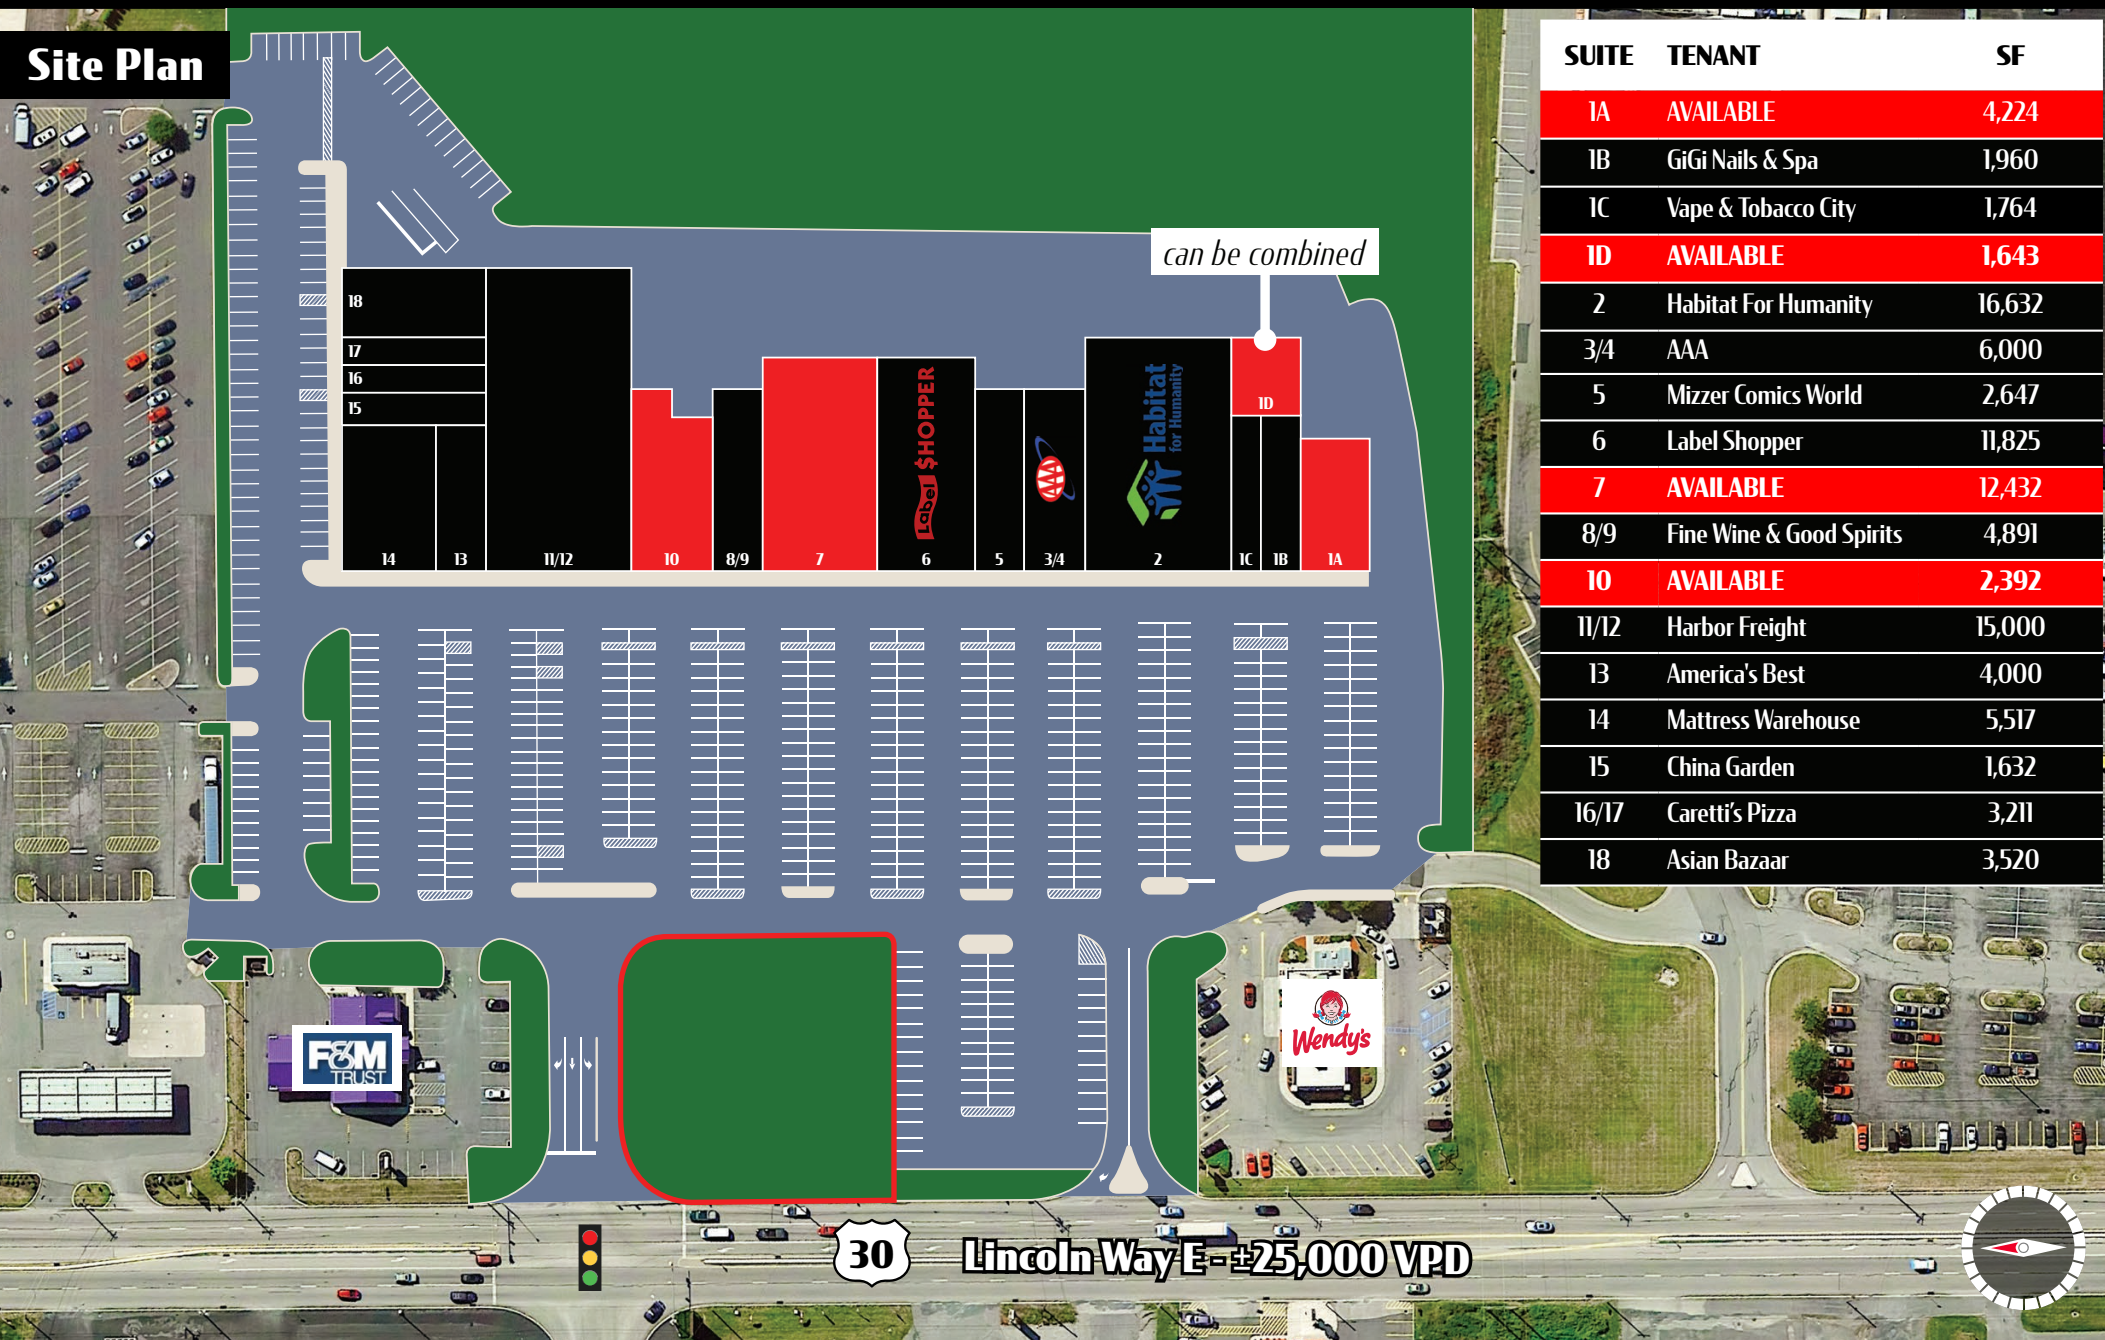 Site Plan
SUITE TENANT SF
1A AVAILABLE 4,224
1B GiGi Nails & Spa 1,960
1C Vape & Tobacco City 1,764
1D AVAILABLE 1,643
2 Habitat For Humanity 16,632
3/4 AAA 6,000
5 Mizzer Comics World 2,647
6 Label Shopper 11,825
7 AVAILABLE 12,432
8/9 Fine Wine & Good Spirits 4,891
10 AVAILABLE 2,392
11/12 Harbor Freight 15,000
13 America's Best 4,000
14 Mattress Warehouse 5,517
15 China Garden 1,632
16/17 Caretti's Pizza 3,211
18 Asian Bazaar 3,520
can be combined
18
17
16
15
Label $HOPPER
AAA
Habitat
for Humanity
1D
14 13 11/12 10 8/9 7 6 5 3/4 2 1C 1B 1A
F&M
TRUST
Wendy's
30
Lincoln Way E - ±25,000 VPD